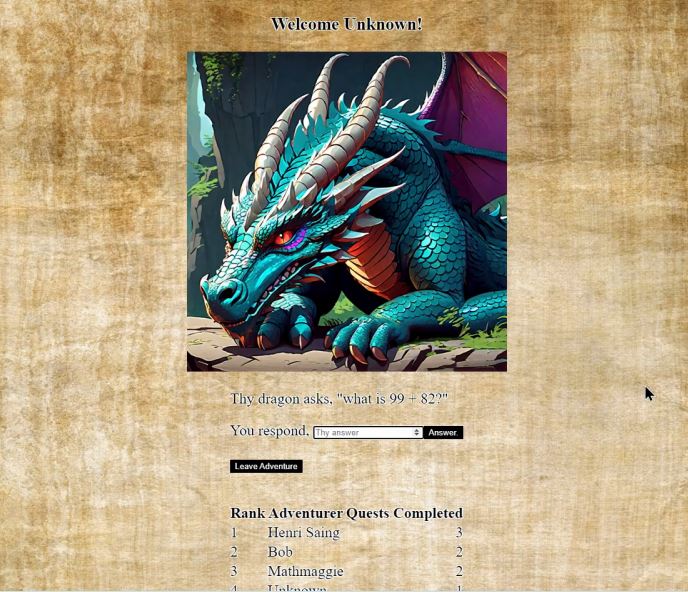 Welcome Unknown!
Thy dragon asks, "what is 99 + 82?"
You respond, Thy answer Answer.
Leave Adventure
Rank Adventurer Quests Completed
1 Henri Saing 3
2 Bob 2
3 Mathmaggie 2
4 Unknown 1